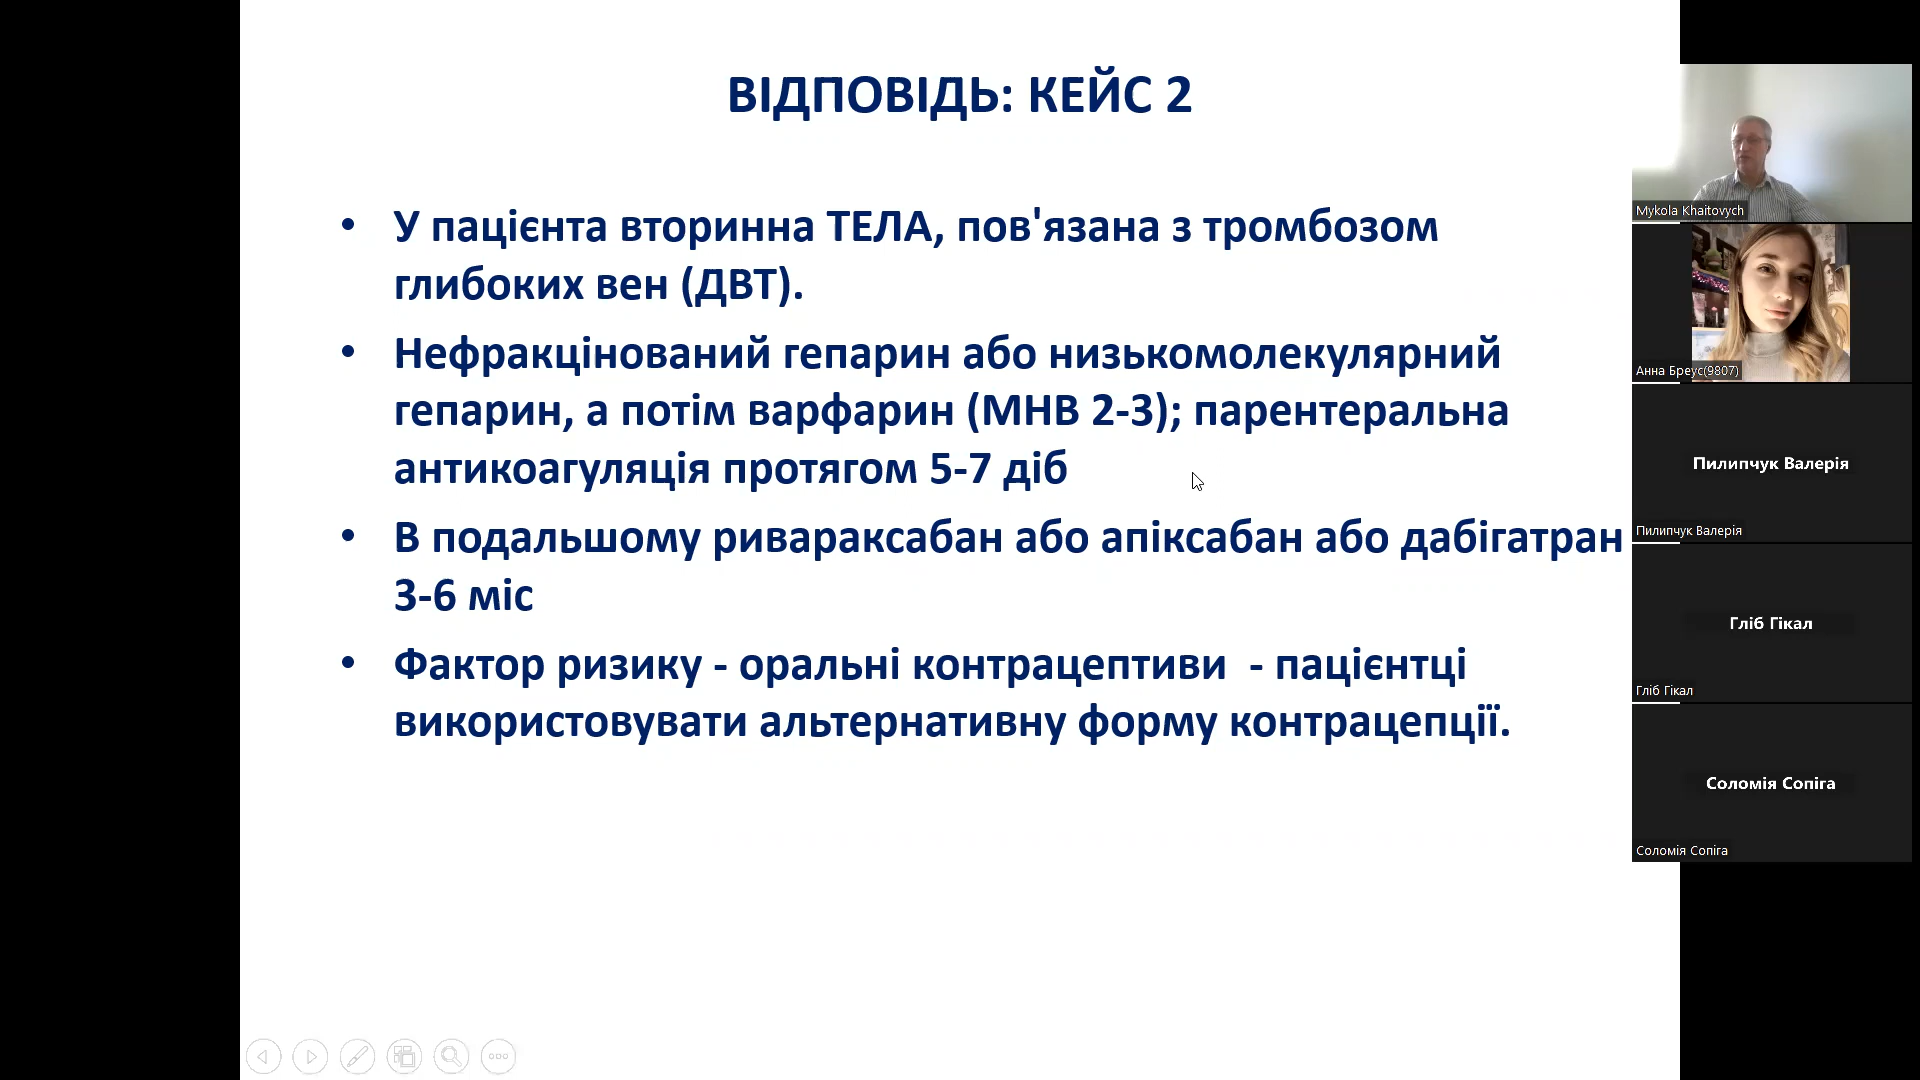 ВІДПОВІДЬ: КЕЙС 2
• У пацієнта вторинна ТЕЛА, пов'язана з тромбозом
глибоких вен (ДВТ).
• Нефракцінований гепарин або низькомолекулярний
гепарин, а потім варфарин (МНВ 2-3); парентеральна
антикоагуляція протягом 5-7 діб
• В подальшому ривараксабан або апіксабан або дабігатран
3-6 міс
• Фактор ризику - оральні контрацептиви - пацієнтці
використовувати альтернативну форму контрацепції.
Mykola Khaitovych
Анна Бреус(9807)
Пилипчук Валерія
Пилипчук Валерія
Гліб Гікал
Гліб Гікал
Соломія Сопіга
Соломія Сопіга